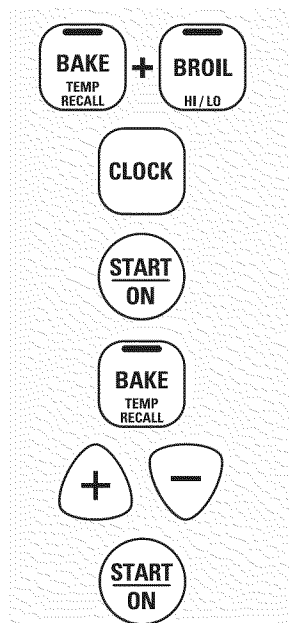 BAKE + BROIL
TEMP
RECALL HI / LO
CLOCK
START
ON
BAKE
TEMP
RECALL
+ −
START
ON